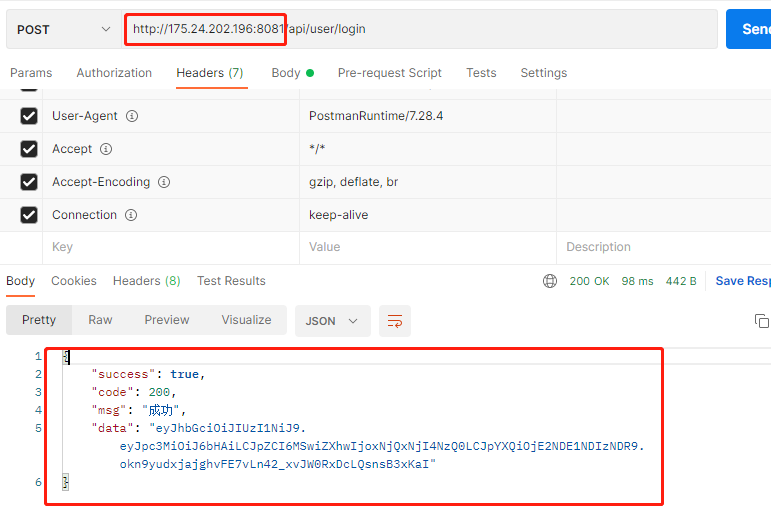 POST http://175.24.202.196:8081/api/user/login Send
Params Authorization Headers (7) Body Pre-request Script Tests Settings
User-Agent PostmanRuntime/7.28.4
Accept */*
Accept-Encoding gzip, deflate, br
Connection keep-alive
Key Value Description
Body Cookies Headers (8) Test Results 200 OK 98 ms 442 B Save Resp
Pretty Raw Preview Visualize JSON
1 {
2 "success": true,
3 "code": 200,
4 "msg": "成功",
5 "data": "eyJhbGciOiJIUzI1NiJ9.
eyJpc3MiOiJ6bHAiLCJpZCI6MSwiZXhwIjoxNjQxNjI4NzQ0LCJpYXQiOjE2NDE1NDIzNDR9.
okn9yudxjajghvFE7vLn42_xvJW0RxDcLQsnsB3xKaI"
6 }